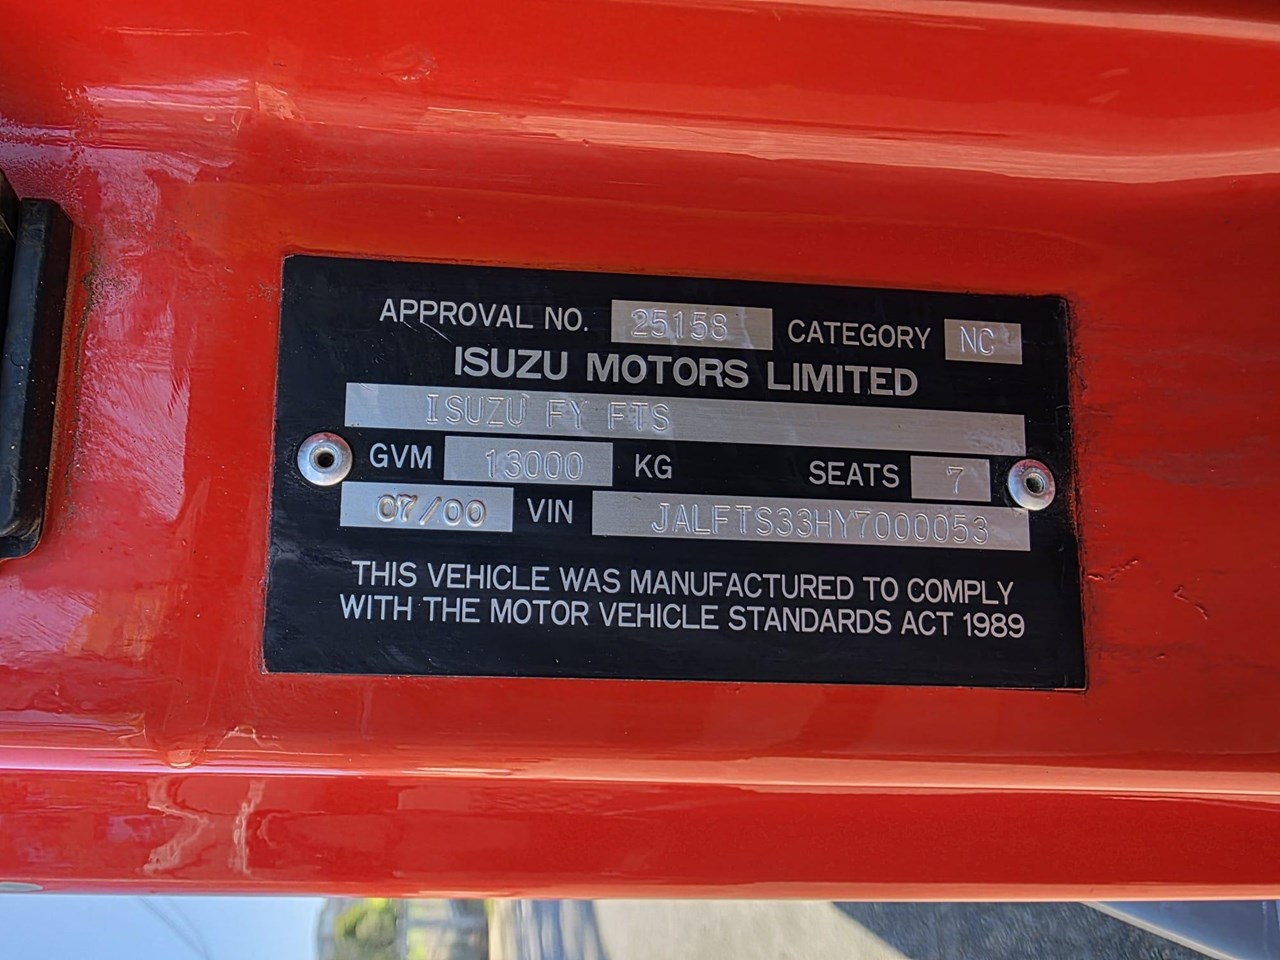 APPROVAL NO. 25158 CATEGORY NC
ISUZU MOTORS LIMITED
ISUZU FY FTS
GVM 13000 KG SEATS 7
07/00 VIN JALFTS33HY7000053
THIS VEHICLE WAS MANUFACTURED TO COMPLY
WITH THE MOTOR VEHICLE STANDARDS ACT 1989